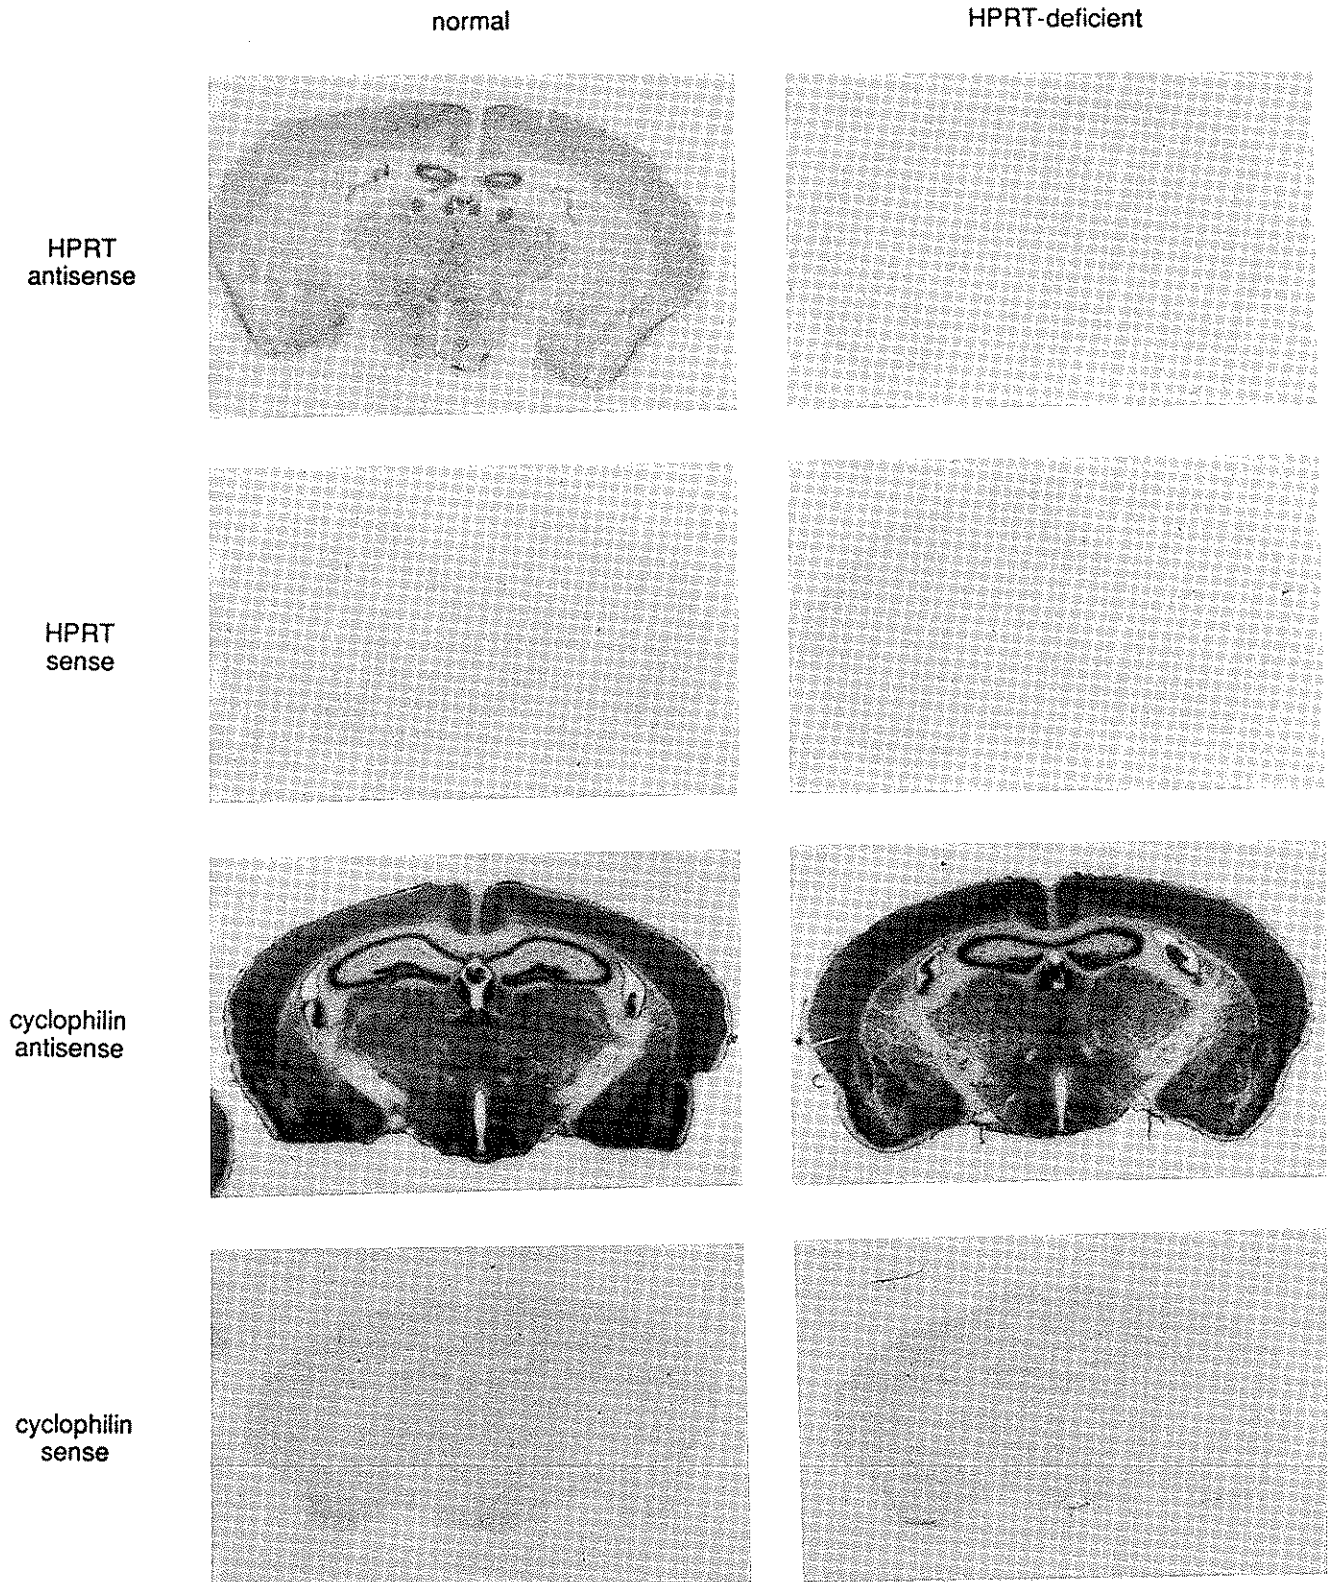 normal
HPRT-deficient
HPRT
antisense
HPRT
sense
cyclophilin
antisense
cyclophilin
sense